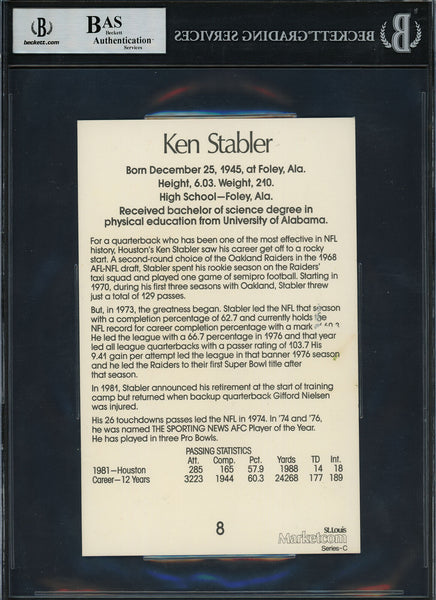 beckett.com
BAS
Beckett
Authentication
Services
BECKETT GRADING SERVICES
Ken Stabler
Born December 25, 1945, at Foley, Ala.
Height, 6.03. Weight, 210.
High School—Foley, Ala.
Received bachelor of science degree in
physical education from University of Alabama.
For a quarterback who has been one of the most effective in NFL
history, Houston's Ken Stabler saw his career get off to a rocky
start. A second-round choice of the Oakland Raiders in the 1968
AFL-NFL draft, Stabler spent his rookie season on the Raiders'
taxi squad and played one game of semipro football. Starting in
1970, during his first three seasons with Oakland, Stabler threw
just a total of 129 passes.
But, in 1973, the greatness began. Stabler led the NFL that season
with a completion percentage of 62.7 and currently holds the
NFL record for career completion percentage with a mark of 60.3
He led the league with a 66.7 percentage in 1976 and that year
led all league quarterbacks with a passer rating of 103.7 His
9.41 gain per attempt led the league in that banner 1976 season
and he led the Raiders to their first Super Bowl title after
that season.
In 1981, Stabler announced his retirement at the start of training
camp but returned when backup quarterback Gifford Nielsen
was injured.
His 26 touchdowns passes led the NFL in 1974. In '74 and '76,
he was named THE SPORTING NEWS AFC Player of the Year.
He has played in three Pro Bowls.
PASSING STATISTICS
Att. Comp. Pct. Yards TD Int.
1981—Houston 285 165 57.9 1988 14 18
Career—12 Years 3223 1944 60.3 24268 177 189
8
St. Louis
Marketcom
Series-C